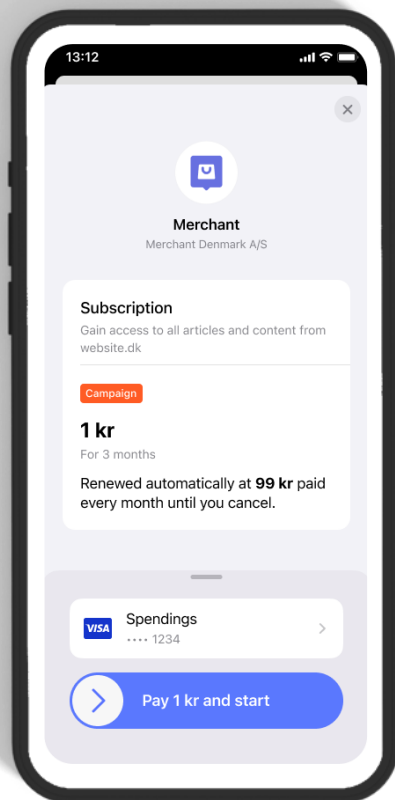 13:12
Merchant
Merchant Denmark A/S
Subscription
Gain access to all articles and content from
website.dk
Campaign
1 kr
For 3 months
Renewed automatically at 99 kr paid
every month until you cancel.
VISA
Spendings
•••• 1234
Pay 1 kr and start